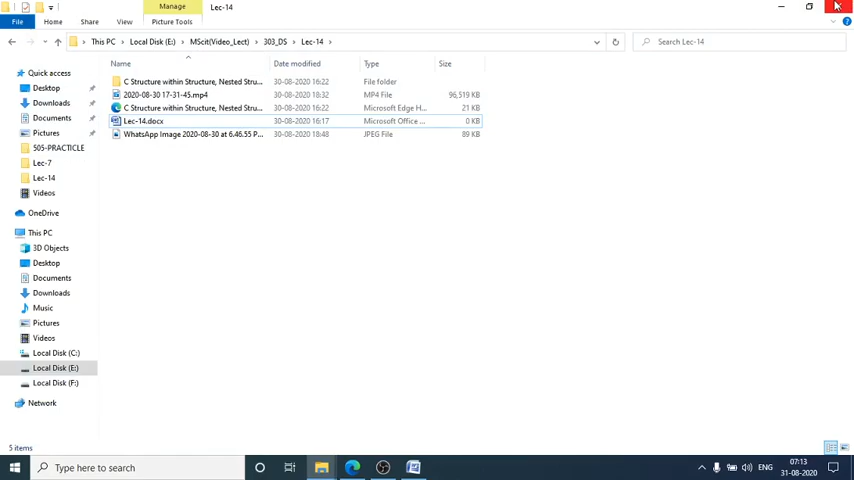 Manage
Lec-14
File
Home
Share
View
Picture Tools
This PC
Local Disk (E:)
MScit(Video_Lect)
303_DS
Lec-14
Search Lec-14
Name
Date modified
Type
Size
C Structure within Structure, Nested Stru... 30-08-2020 16:22 File folder
2020-08-30 17-31-45.mp4 30-08-2020 18:32 MP4 File 96,519 KB
C Structure within Structure, Nested Stru... 30-08-2020 16:22 Microsoft Edge H... 21 KB
Lec-14.docx 30-08-2020 16:17 Microsoft Office ... 0 KB
WhatsApp Image 2020-08-30 at 6.46.55 P... 30-08-2020 18:48 JPEG File 89 KB
Quick access
Desktop
Downloads
Documents
Pictures
505-PRACTICLE
Lec-7
Lec-14
Videos
OneDrive
This PC
3D Objects
Desktop
Documents
Downloads
Music
Pictures
Videos
Local Disk (C:)
Local Disk (E:)
Local Disk (F:)
Network
5 items
Type here to search
ENG
07:13
31-08-2020